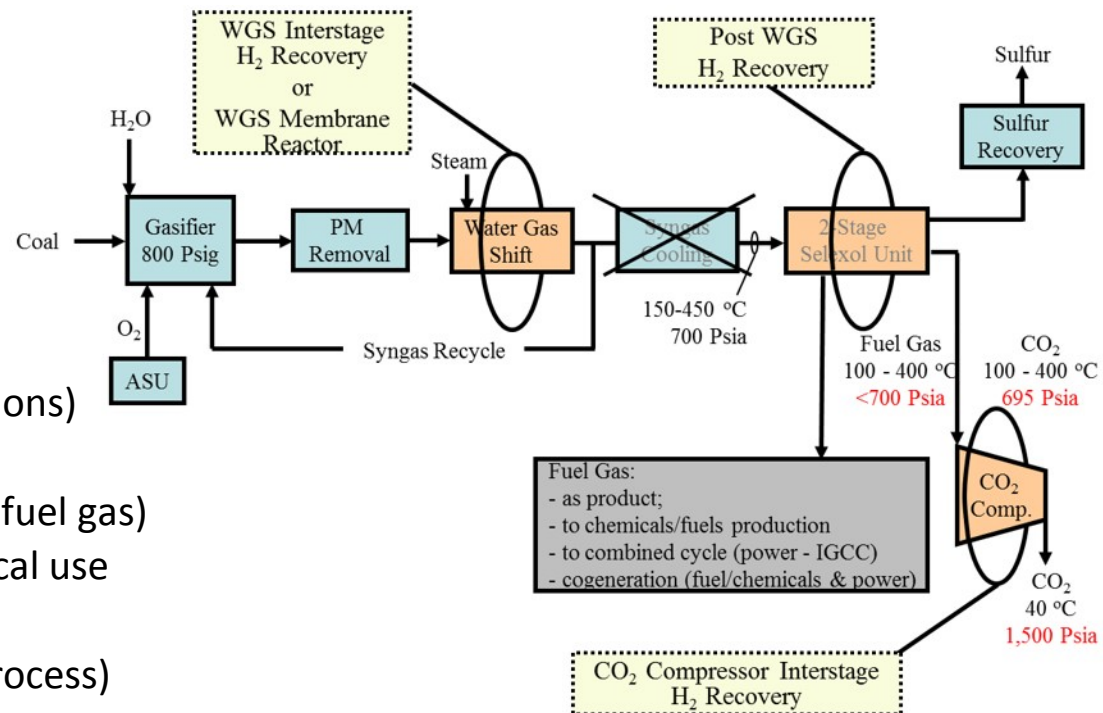 WGS Interstage
H₂ Recovery
or
WGS Membrane
Reactor
Post WGS
H₂ Recovery
Sulfur
Sulfur
Recovery
H₂O
Steam
Coal
Gasifier
800 Psig
PM
Removal
Water Gas
Shift
Syngas
Cooling
2-Stage
Selexol Unit
150-450 °C
700 Psia
O₂
ASU
Syngas Recycle
Fuel Gas
100 - 400 °C
<700 Psia
CO₂
100 - 400 °C
695 Psia
ons)
fuel gas)
cal use
rocess)
Fuel Gas:
- as product;
- to chemicals/fuels production
- to combined cycle (power - IGCC)
- cogeneration (fuel/chemicals & power)
CO₂
Comp.
CO₂
40 °C
1,500 Psia
CO₂ Compressor Interstage
H₂ Recovery